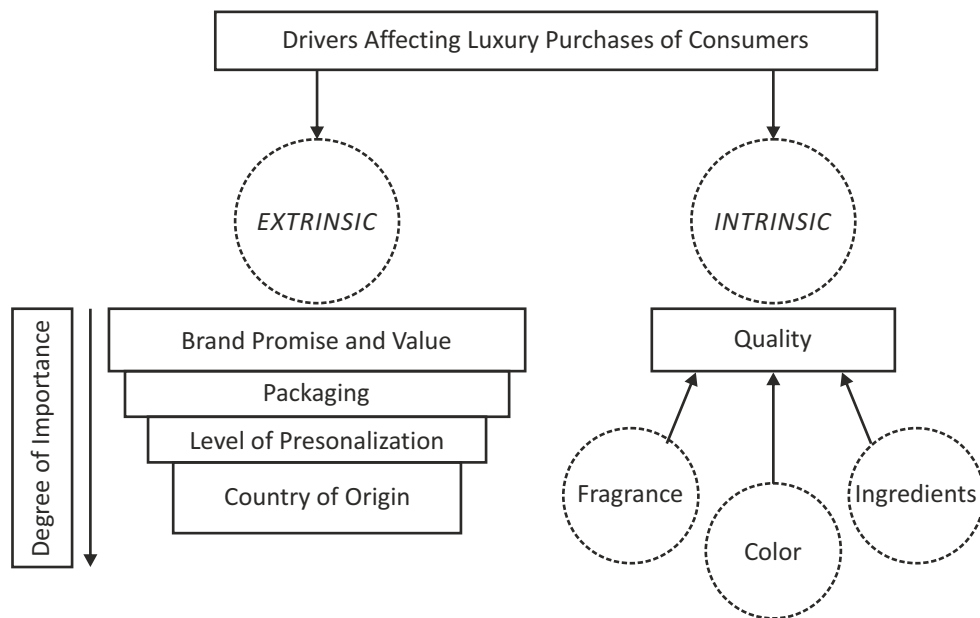 Drivers Affecting Luxury Purchases of Consumers
EXTRINSIC
INTRINSIC
Degree of Importance
Brand Promise and Value
Packaging
Level of Presonalization
Country of Origin
Quality
Fragrance
Color
Ingredients